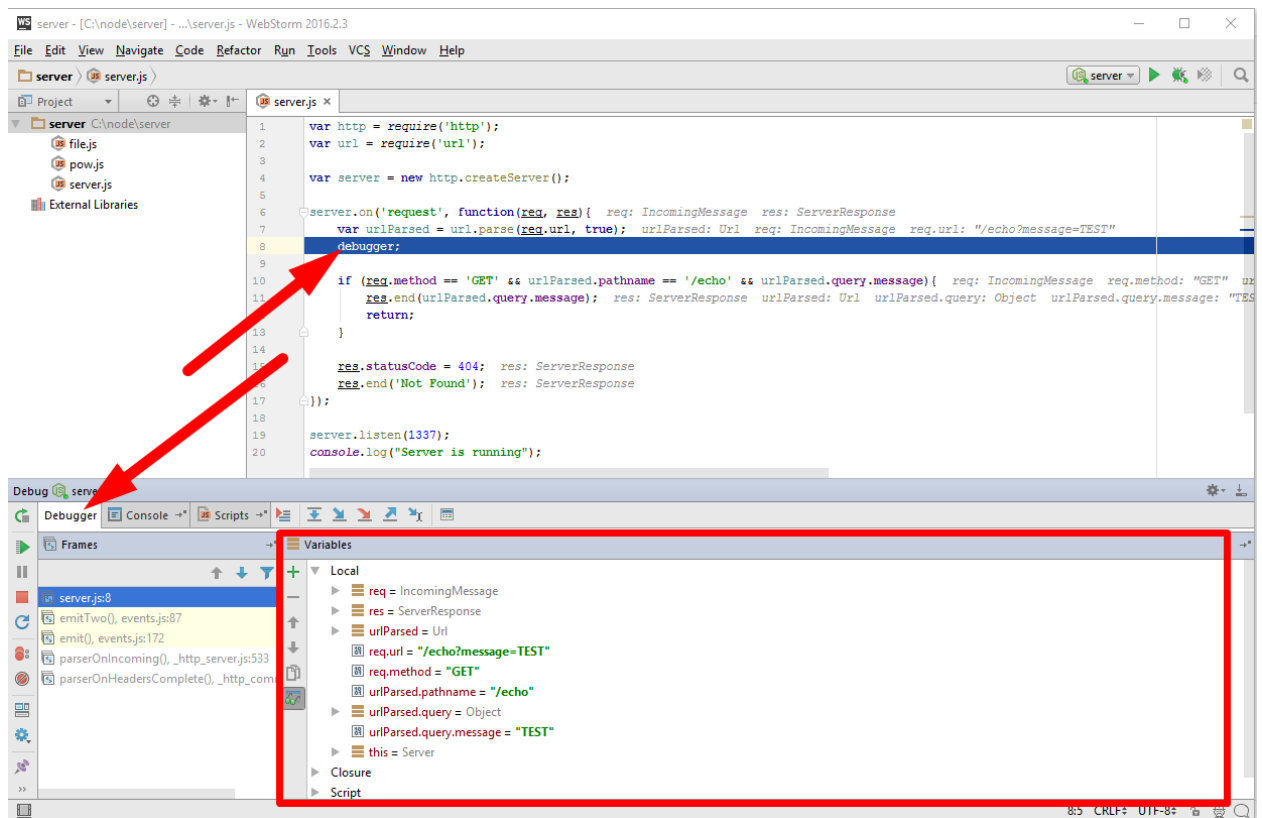 WS server - [C:\node\server] - ...\server.js - WebStorm 2016.2.3
File Edit View Navigate Code Refactor Run Tools VCS Window Help
server server.js server
Project server.js
server C:\node\server
file.js
pow.js
server.js
External Libraries
1 var http = require('http');
2 var url = require('url');
3
4 var server = new http.createServer();
5
6 server.on('request', function(req, res){ req: IncomingMessage res: ServerResponse
7 var urlParsed = url.parse(req.url, true); urlParsed: Url req: IncomingMessage req.url: "/echo?message=TEST"
8 debugger;
9
10 if (req.method == 'GET' && urlParsed.pathname == '/echo' && urlParsed.query.message){ req: IncomingMessage req.method: "GET" ur
11 res.end(urlParsed.query.message); res: ServerResponse urlParsed: Url urlParsed.query: Object urlParsed.query.message: "TES
return;
13 }
14
15 res.statusCode = 404; res: ServerResponse
res.end('Not Found'); res: ServerResponse
17 });
18
19 server.listen(1337);
20 console.log("Server is running");
Debug serve
Debugger Console Scripts
Frames
server.js:8
emitTwo(), events.js:87
emit(), events.js:172
parserOnIncoming(), _http_server.js:533
parserOnHeadersComplete(), _http_com
Variables
Local
req = IncomingMessage
res = ServerResponse
urlParsed = Url
req.url = "/echo?message=TEST"
req.method = "GET"
urlParsed.pathname = "/echo"
urlParsed.query = Object
urlParsed.query.message = "TEST"
this = Server
Closure
Script
8:5 CRLF UTF-8